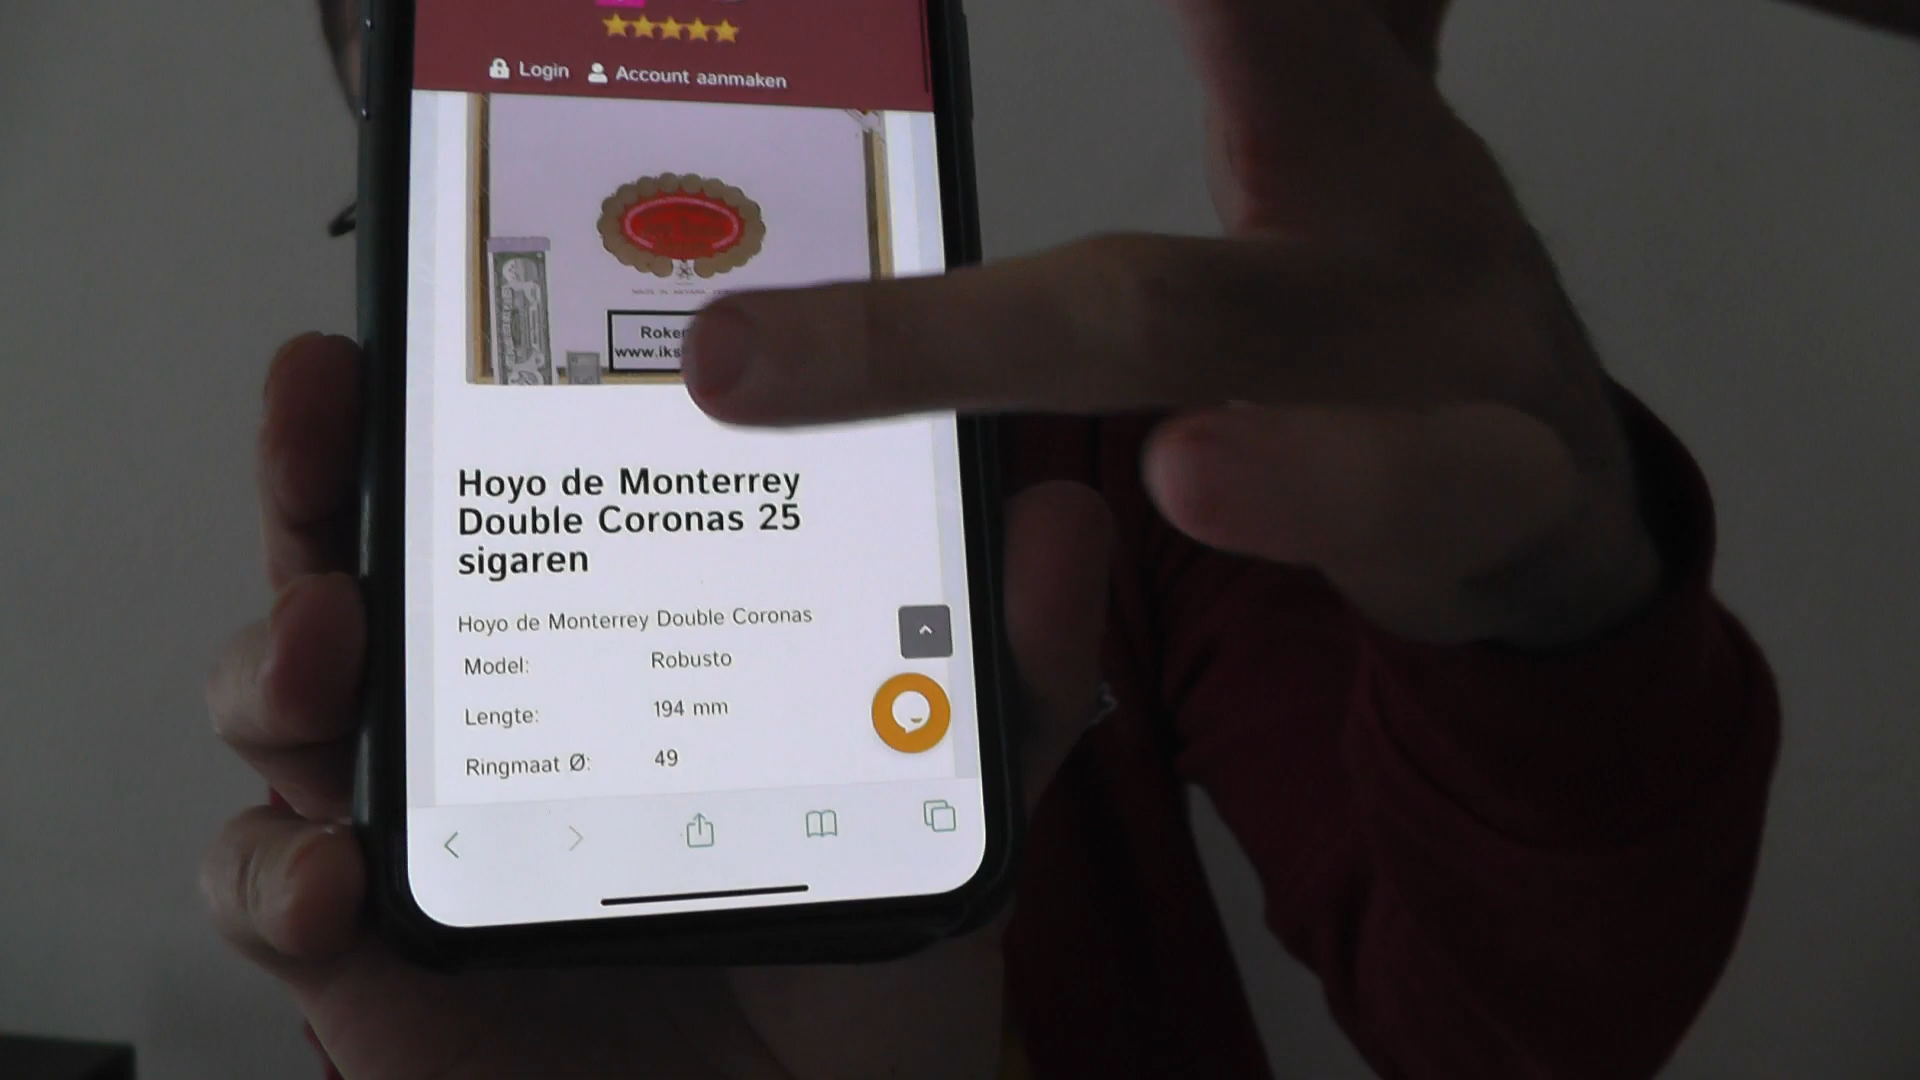 Login Account aanmaken
www.iks
Hoyo de Monterrey
Double Coronas 25
sigaren
Hoyo de Monterrey Double Coronas
Model: Robusto
Lengte: 194 mm
Ringmaat Ø: 49